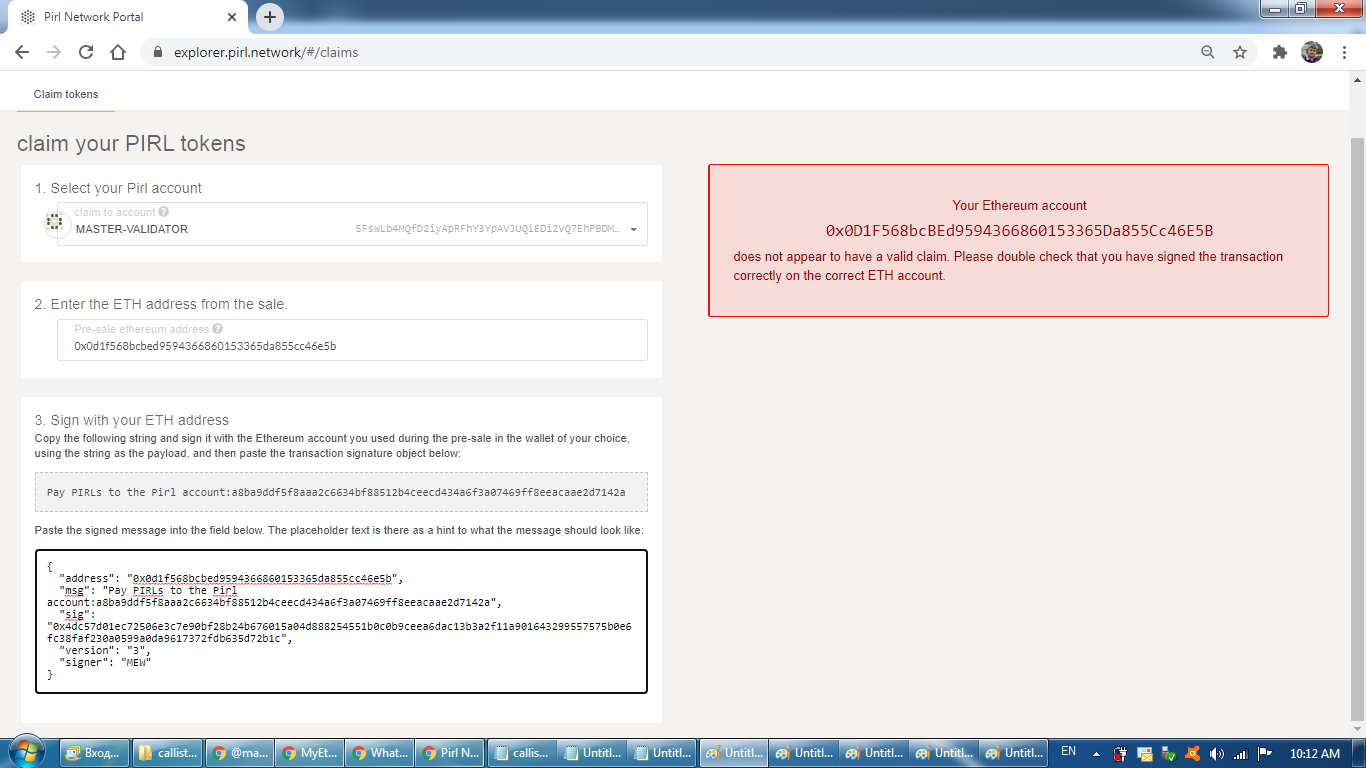 Pirl Network Portal
explorer.pirl.network/#/claims
Claim tokens
claim your PIRL tokens
1. Select your Pirl account
claim to account
MASTER-VALIDATOR
5FswLb4MQfD2iyApRFhY3YpAVJUQiEDi2VQ7EhPBDM…
2. Enter the ETH address from the sale.
Pre-sale ethereum address
0x0d1f568bcbed9594366860153365da855cc46e5b
3. Sign with your ETH address
Copy the following string and sign it with the Ethereum account you used during the pre-sale in the wallet of your choice,
using the string as the payload, and then paste the transaction signature object below:
Pay PIRLs to the Pirl account:a8ba9ddf5f8aaa2c6634bf88512b4ceecd434a6f3a07469ff8eeacaae2d7142a
Paste the signed message into the field below. The placeholder text is there as a hint to what the message should look like:
{
"address": "0x0d1f568bcbed9594366860153365da855cc46e5b",
"msg": "Pay PIRLs to the Pirl
account:a8ba9ddf5f8aaa2c6634bf88512b4ceecd434a6f3a07469ff8eeacaae2d7142a",
"sig":
"0x4dc57d01ec72506e3c7e90bf28b24b676015a04d888254551b0c0b9ceea6dac13b3a2f11a901643299557575b0e6
fc38faf230a0599a0da9617372fdb635d72b1c",
"version": "3",
"signer": "MEW"
}
Your Ethereum account
0x0D1F568bcBEd9594366860153365Da855Cc46E5B
does not appear to have a valid claim. Please double check that you have signed the transaction
correctly on the correct ETH account.
Вход...
callist...
@ma...
MyEt...
What...
Pirl N...
callis...
Untitl...
Untitl...
Untitl...
Untitl...
Untitl...
Untitl...
Untitl...
EN
10:12 AM